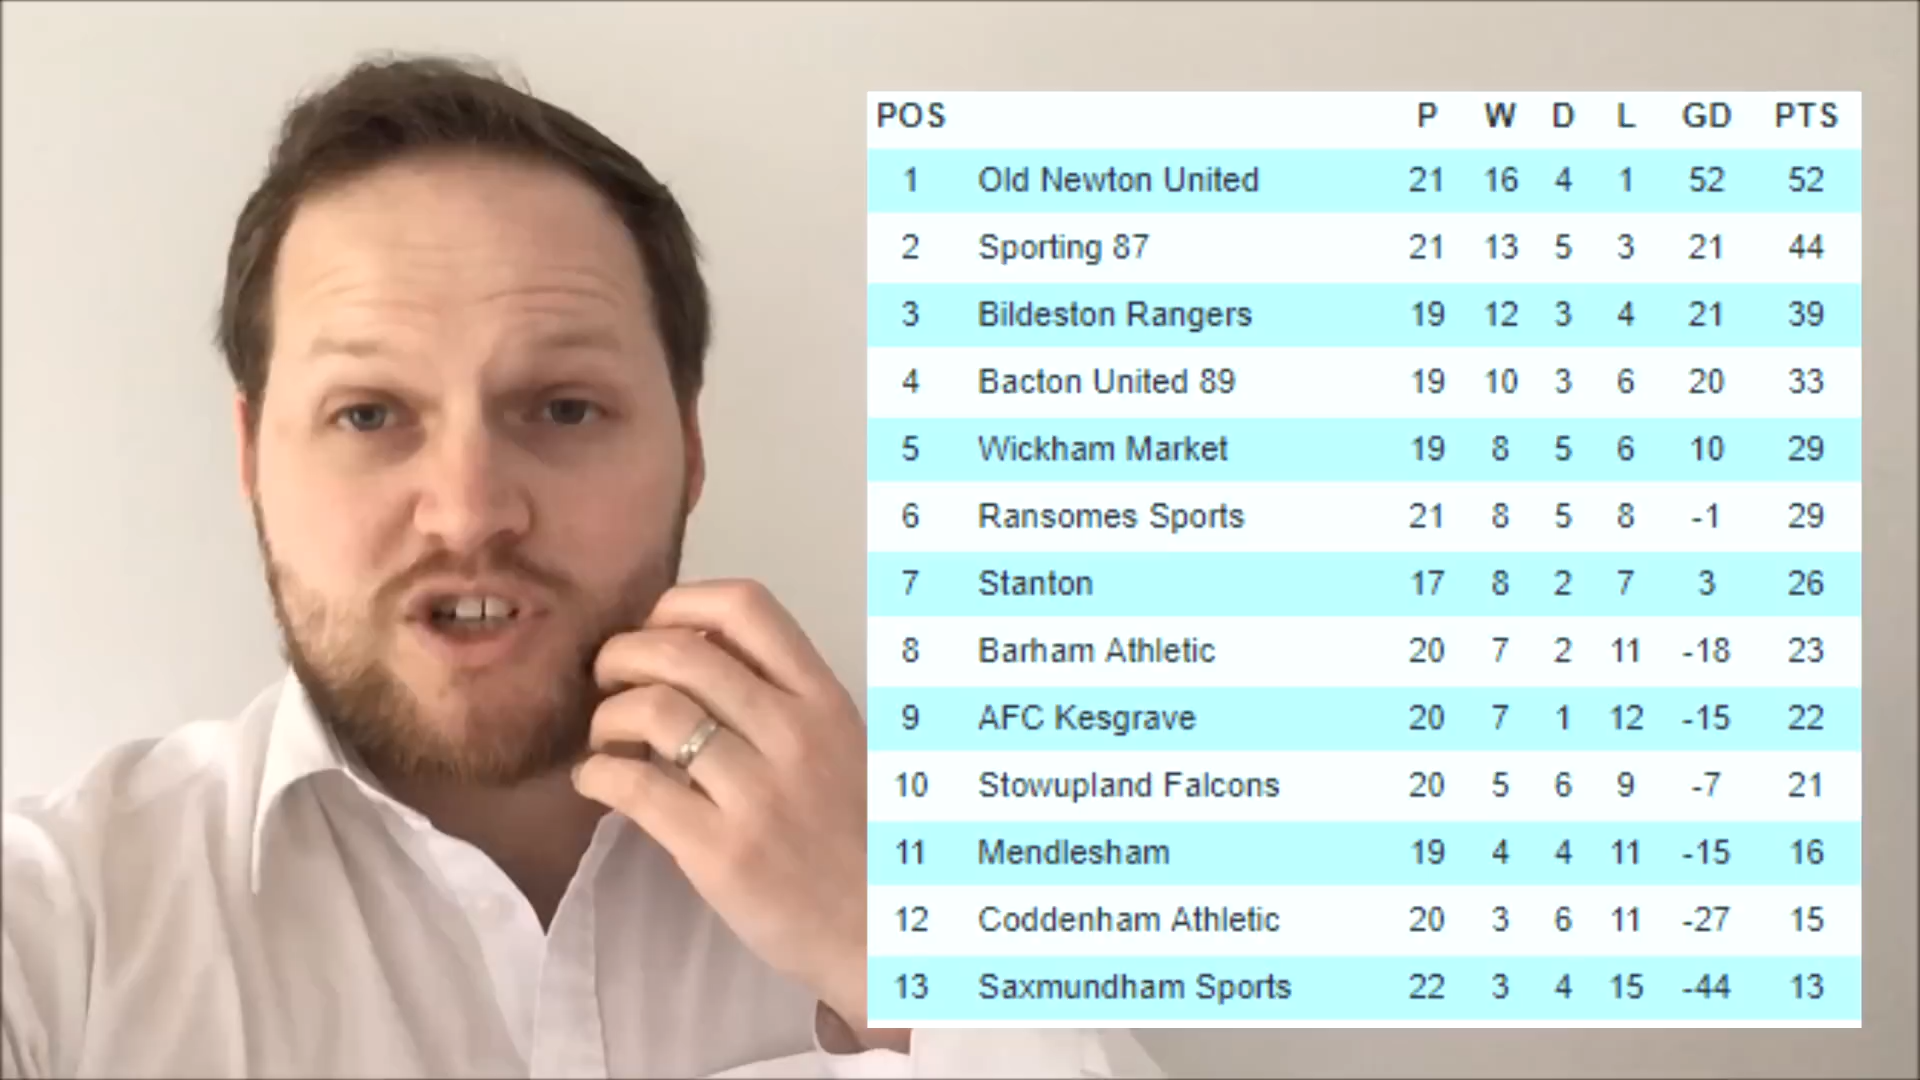 POS P W D L GD PTS
1 Old Newton United 21 16 4 1 52 52
2 Sporting 87 21 13 5 3 21 44
3 Bildeston Rangers 19 12 3 4 21 39
4 Bacton United 89 19 10 3 6 20 33
5 Wickham Market 19 8 5 6 10 29
6 Ransomes Sports 21 8 5 8 -1 29
7 Stanton 17 8 2 7 3 26
8 Barham Athletic 20 7 2 11 -18 23
9 AFC Kesgrave 20 7 1 12 -15 22
10 Stowupland Falcons 20 5 6 9 -7 21
11 Mendlesham 19 4 4 11 -15 16
12 Coddenham Athletic 20 3 6 11 -27 15
13 Saxmundham Sports 22 3 4 15 -44 13